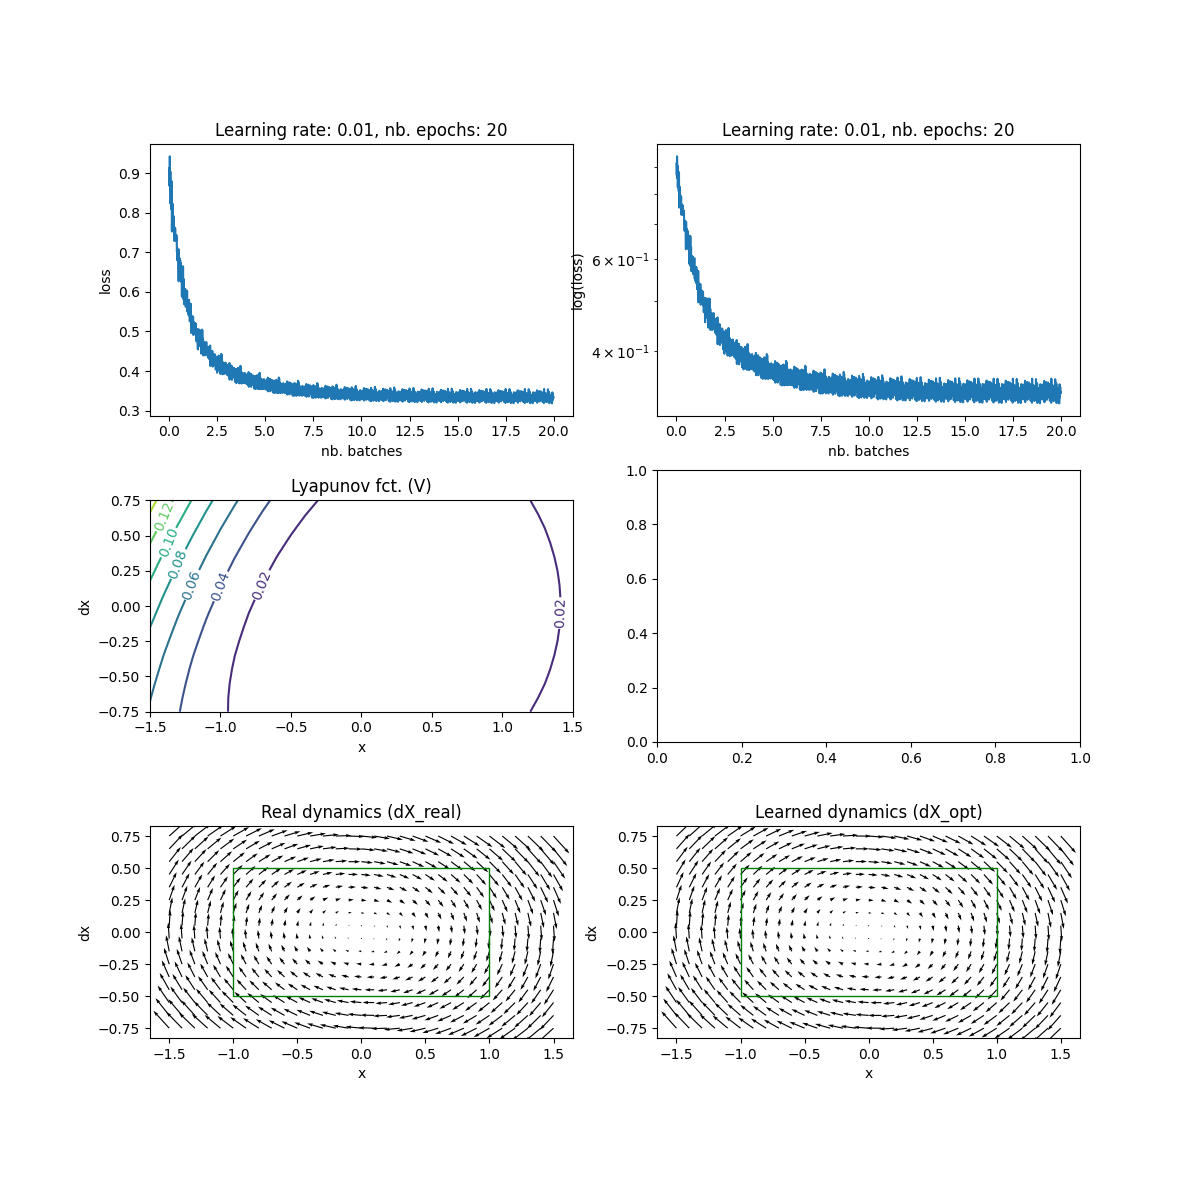 Learning rate: 0.01, nb. epochs: 20
loss
0.9
0.8
0.7
0.6
0.5
0.4
0.3
0.0 2.5 5.0 7.5 10.0 12.5 15.0 17.5 20.0
nb. batches
Learning rate: 0.01, nb. epochs: 20
log(loss)
6 × 10⁻¹
4 × 10⁻¹
0.0 2.5 5.0 7.5 10.0 12.5 15.0 17.5 20.0
nb. batches
Lyapunov fct. (V)
dx
0.75
0.50
0.25
0.00
−0.25
−0.50
−0.75
0.12
0.10
0.08
0.06
0.04
0.02
0.02
−1.5 −1.0 −0.5 0.0 0.5 1.0 1.5
x
1.0
0.8
0.6
0.4
0.2
0.0
0.0 0.2 0.4 0.6 0.8 1.0
Real dynamics (dX_real)
dx
0.75
0.50
0.25
0.00
−0.25
−0.50
−0.75
−1.5 −1.0 −0.5 0.0 0.5 1.0 1.5
x
Learned dynamics (dX_opt)
dx
0.75
0.50
0.25
0.00
−0.25
−0.50
−0.75
−1.5 −1.0 −0.5 0.0 0.5 1.0 1.5
x